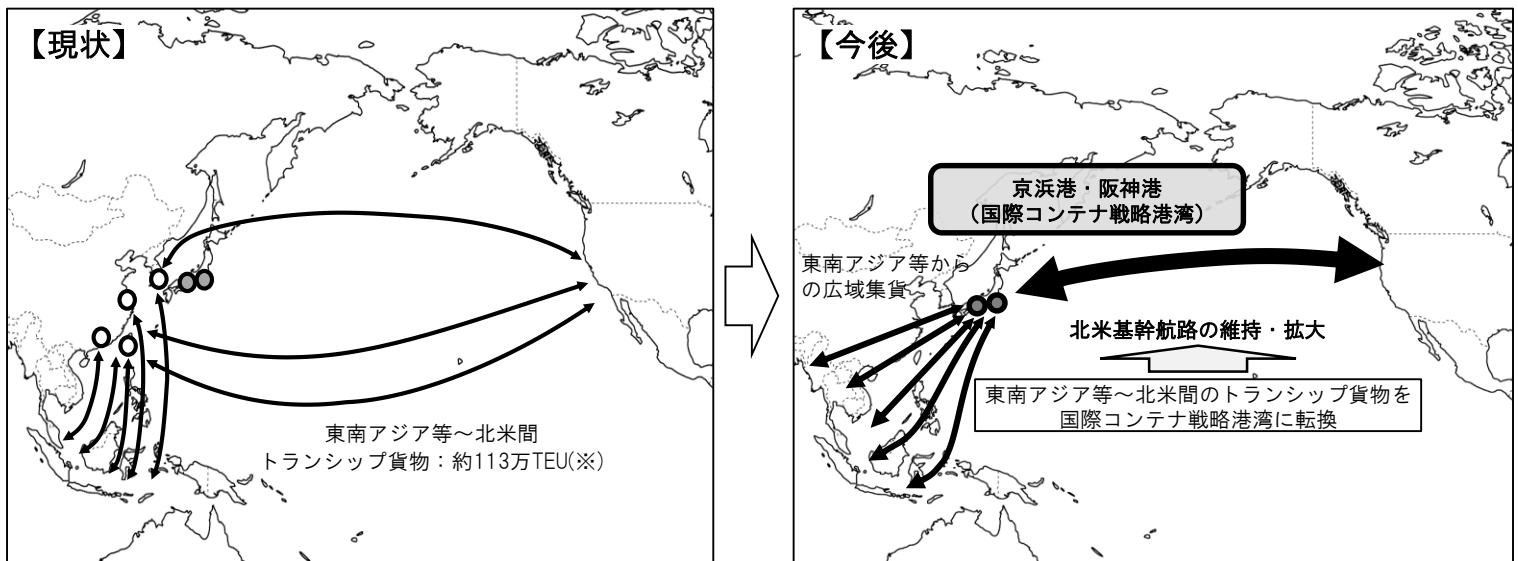 【現状】
東南アジア等～北米間
トランシップ貨物：約113万TEU(※)
【今後】
京浜港・阪神港
（国際コンテナ戦略港湾）
東南アジア等から
の広域集貨
北米基幹航路の維持・拡大
東南アジア等～北米間のトランシップ貨物を
国際コンテナ戦略港湾に転換